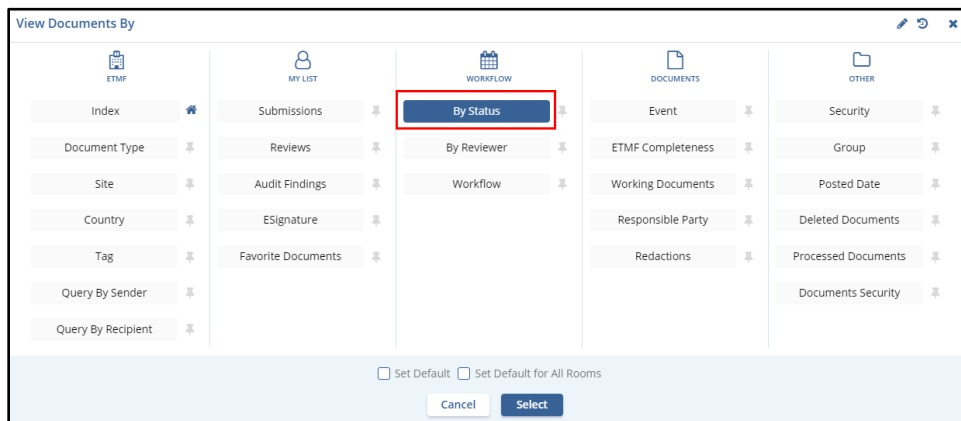 View Documents By
ETMF
MY LIST
WORKFLOW
DOCUMENTS
OTHER
Index
Submissions
By Status
Event
Security
Document Type
Reviews
By Reviewer
ETMF Completeness
Group
Site
Audit Findings
Workflow
Working Documents
Posted Date
Country
ESignature
Responsible Party
Deleted Documents
Tag
Favorite Documents
Redactions
Processed Documents
Query By Sender
Documents Security
Query By Recipient
Set Default
Set Default for All Rooms
Cancel
Select